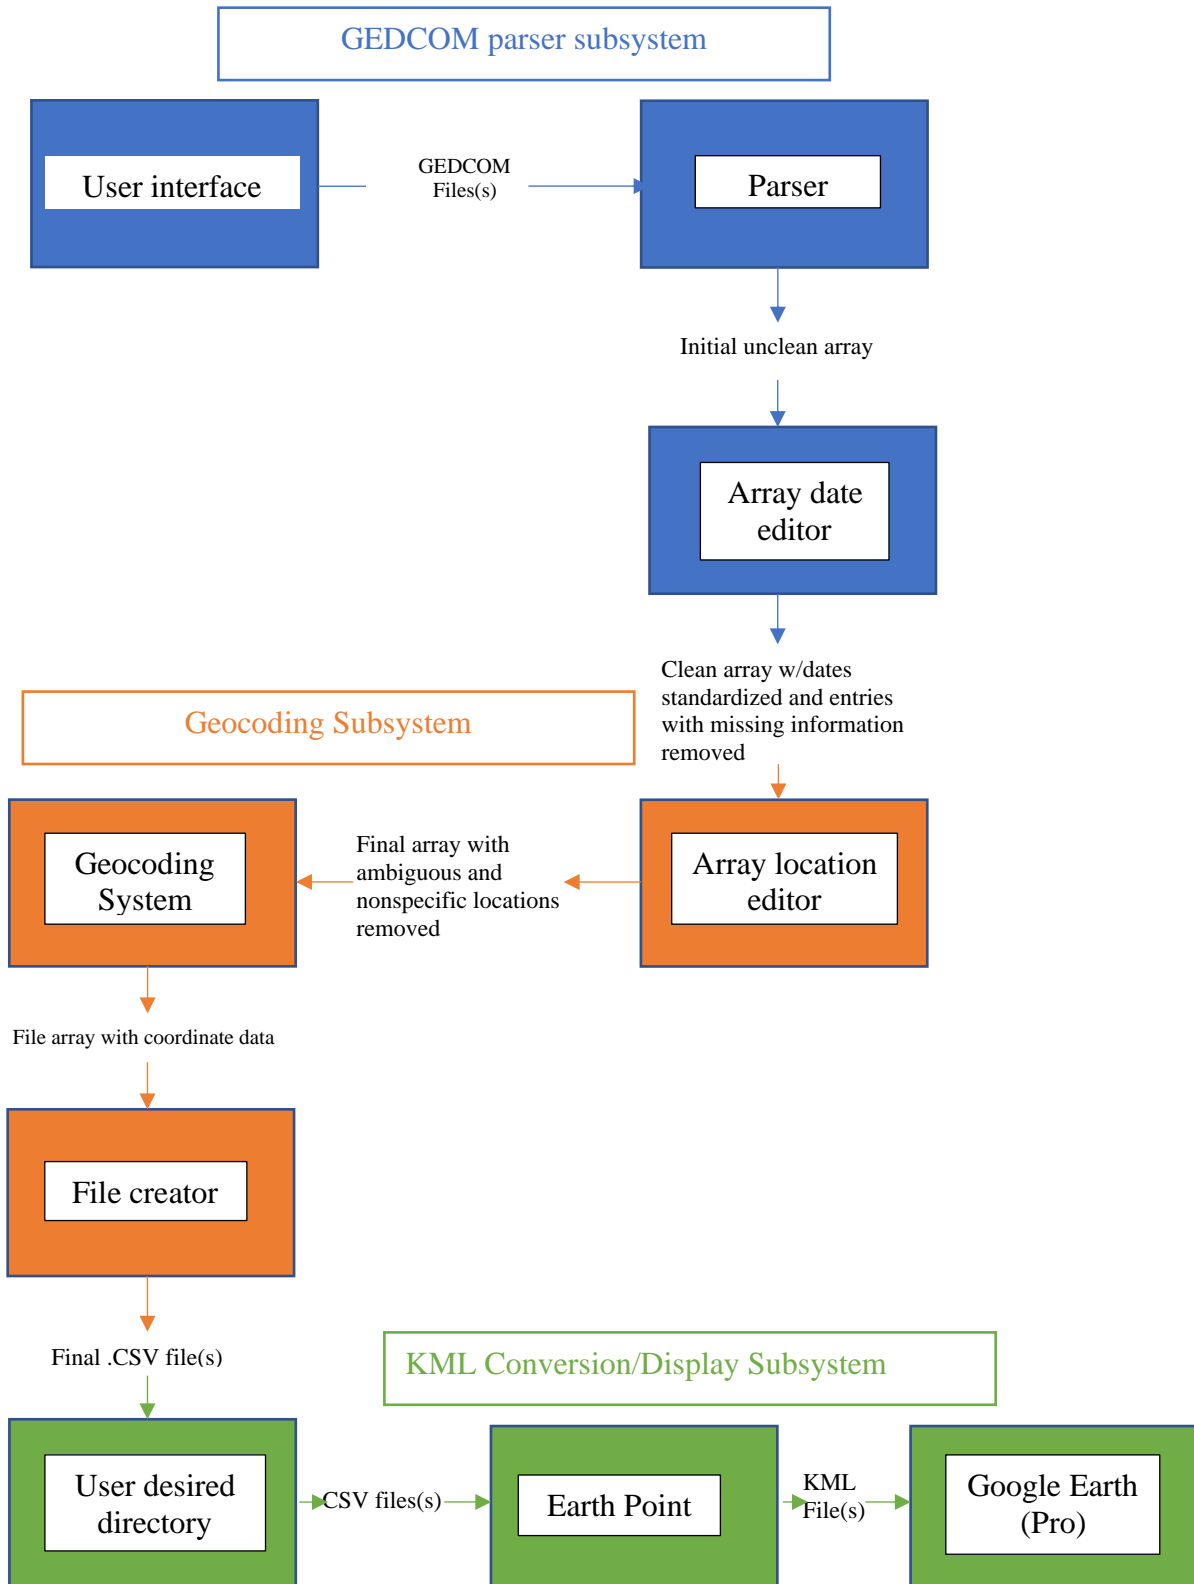 GEDCOM parser subsystem
User interface
GEDCOM
Files(s)
Parser
Initial unclean array
Array date
editor
Clean array w/dates
standardized and entries
with missing information
removed
Geocoding Subsystem
Geocoding
System
Final array with
ambiguous and
nonspecific locations
removed
Array location
editor
File array with coordinate data
File creator
Final .CSV file(s)
KML Conversion/Display Subsystem
User desired
directory
CSV files(s)
Earth Point
KML
File(s)
Google Earth
(Pro)